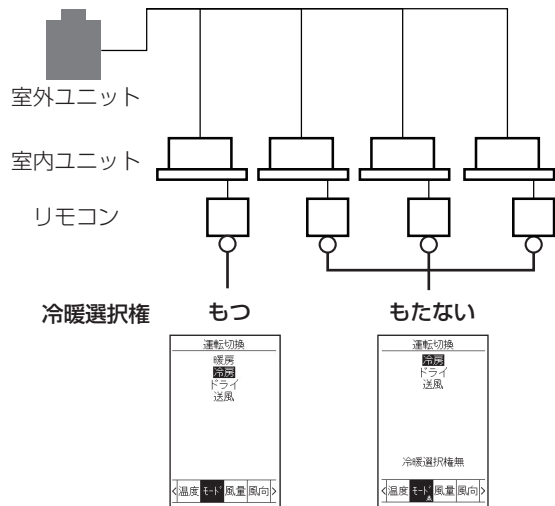 室外ユニット
室内ユニット
リモコン
冷暖選択権 もつ もたない
運転切換
暖房
冷房
ドライ
送風
<温度 モード 風量 風向>
運転切換
冷房
ドライ
送風
冷暖選択権無
<温度 モード 風量 風向>